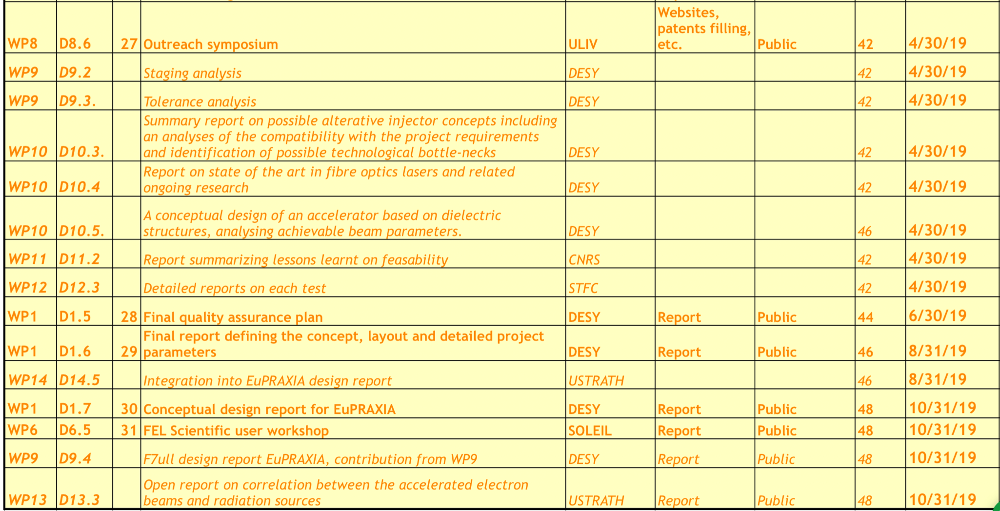 Websites,
patents filling,
WP8 D8.6 27 Outreach symposium ULIV etc. Public 42 4/30/19
WP9 D9.2 Staging analysis DESY 42 4/30/19
WP9 D9.3. Tolerance analysis DESY 42 4/30/19
Summary report on possible alterative injector concepts including
an analyses of the compatibility with the project requirements
WP10 D10.3. and identification of possible technological bottle-necks DESY 42 4/30/19
Report on state of the art in fibre optics lasers and related
WP10 D10.4 ongoing research DESY 42 4/30/19
A conceptual design of an accelerator based on dielectric
WP10 D10.5. structures, analysing achievable beam parameters. DESY 46 4/30/19
WP11 D11.2 Report summarizing lessons learnt on feasability CNRS 42 4/30/19
WP12 D12.3 Detailed reports on each test STFC 42 4/30/19
WP1 D1.5 28 Final quality assurance plan DESY Report Public 44 6/30/19
Final report defining the concept, layout and detailed project
WP1 D1.6 29 parameters DESY Report Public 46 8/31/19
WP14 D14.5 Integration into EuPRAXIA design report USTRATH 46 8/31/19
WP1 D1.7 30 Conceptual design report for EuPRAXIA DESY Report Public 48 10/31/19
WP6 D6.5 31 FEL Scientific user workshop SOLEIL Report Public 48 10/31/19
WP9 D9.4 F7ull design report EuPRAXIA, contribution from WP9 DESY Report Public 48 10/31/19
Open report on correlation between the accelerated electron
WP13 D13.3 beams and radiation sources USTRATH Report Public 48 10/31/19